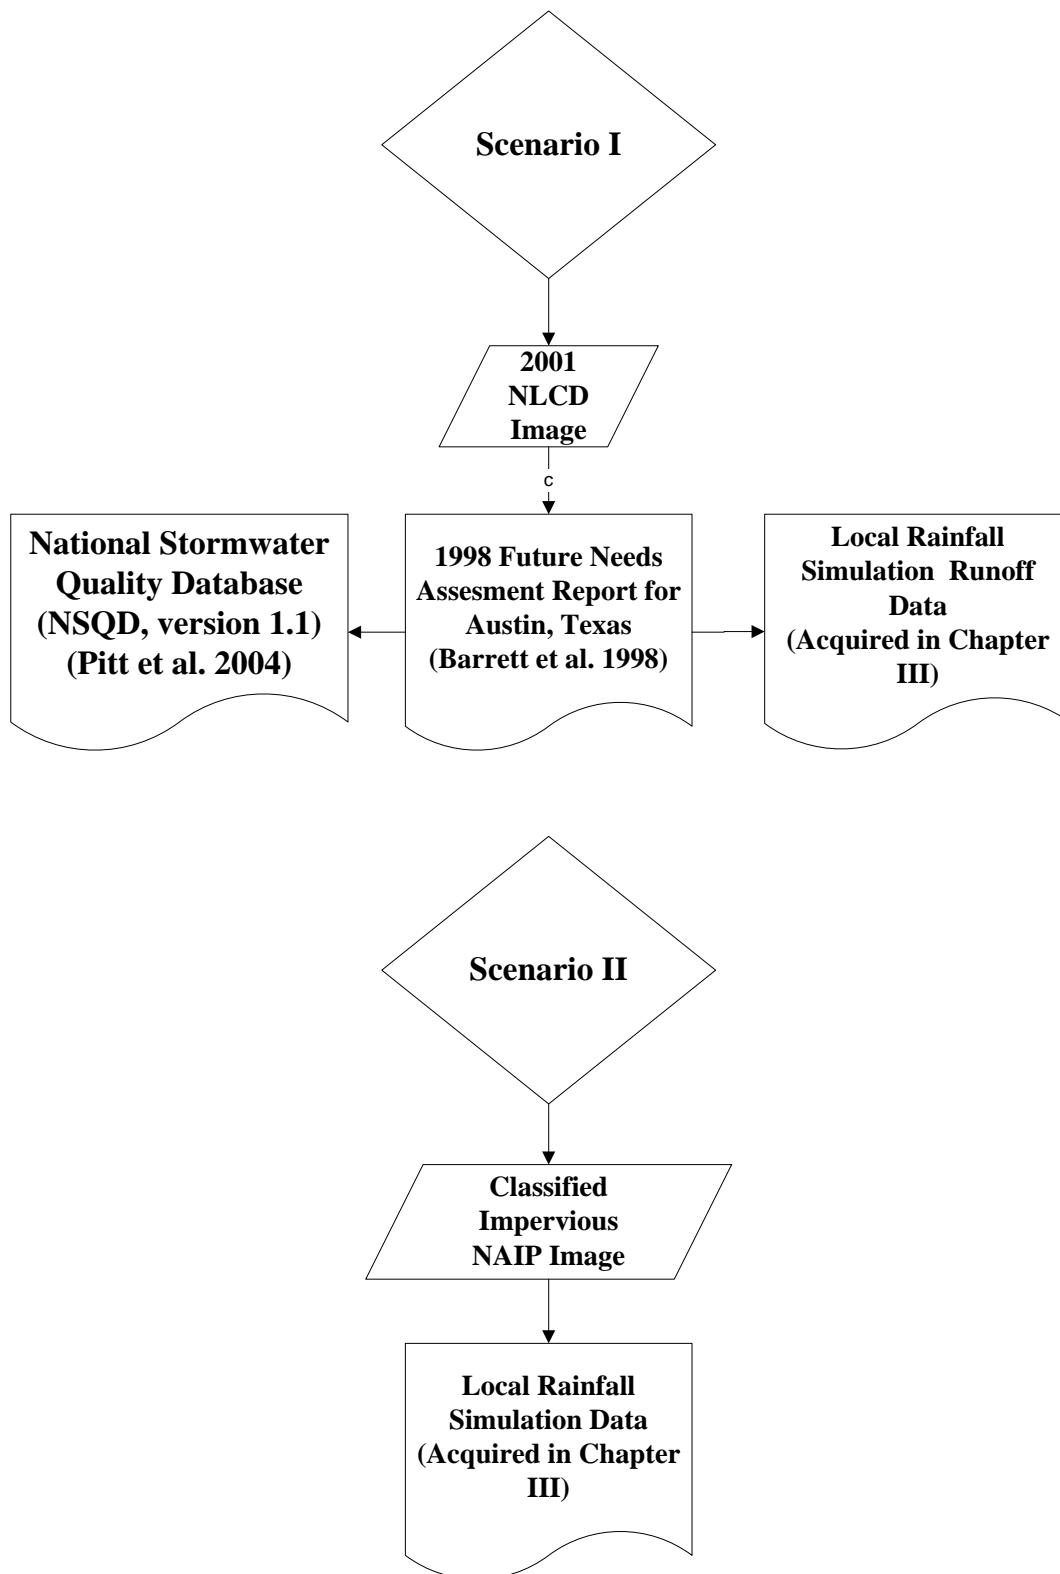 Scenario I
2001
NLCD
Image
c
National Stormwater
Quality Database
(NSQD, version 1.1)
(Pitt et al. 2004)
1998 Future Needs
Assesment Report for
Austin, Texas
(Barrett et al. 1998)
Local Rainfall
Simulation Runoff
Data
(Acquired in Chapter
III)
Scenario II
Classified
Impervious
NAIP Image
Local Rainfall
Simulation Data
(Acquired in Chapter
III)